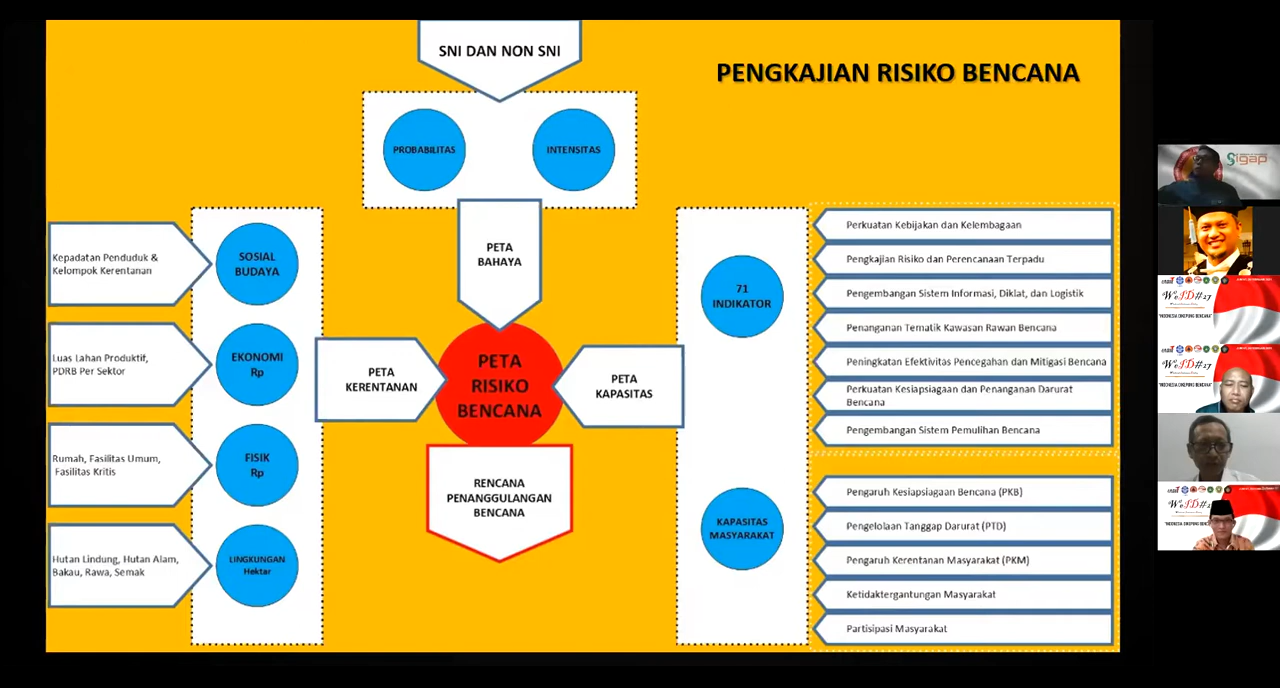 SNI DAN NON SNI
PENGKAJIAN RISIKO BENCANA
PROBABILITAS
INTENSITAS
PETA
BAHAYA
Kepadatan Penduduk &
Kelompok Kerentanan
SOSIAL
BUDAYA
Luas Lahan Produktif,
PDRB Per Sektor
EKONOMI
Rp
Rumah, Fasilitas Umum,
Fasilitas Kritis
FISIK
Rp
Hutan Lindung, Hutan Alam,
Bakau, Rawa, Semak
LINGKUNGAN
Hektar
PETA
KERENTANAN
PETA
RISIKO
BENCANA
PETA
KAPASITAS
RENCANA
PENANGGULANGAN
BENCANA
71
INDIKATOR
Perkuatan Kebijakan dan Kelembagaan
Pengkajian Risiko dan Perencanaan Terpadu
Pengembangan Sistem Informasi, Diklat, dan Logistik
Penanganan Tematik Kawasan Rawan Bencana
Peningkatan Efektivitas Pencegahan dan Mitigasi Bencana
Perkuatan Kesiapsiagaan dan Penanganan Darurat
Bencana
Pengembangan Sistem Pemulihan Bencana
KAPASITAS
MASYARAKAT
Pengaruh Kesiapsiagaan Bencana (PKB)
Pengelolaan Tanggap Darurat (PTD)
Pengaruh Kerentanan Masyarakat (PKM)
Ketidaktergantungan Masyarakat
Partisipasi Masyarakat